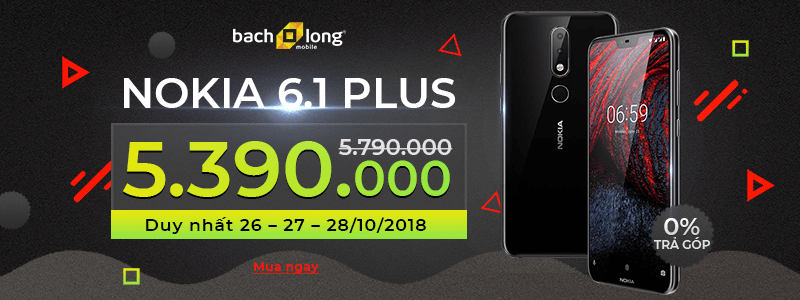 bach long®
mobile
NOKIA 6.1 PLUS
5.790.000
5.390.000
Duy nhất 26 – 27 – 28/10/2018
Mua ngay
NOKIA
06:59
NOKIA
0%
TRẢ GÓP